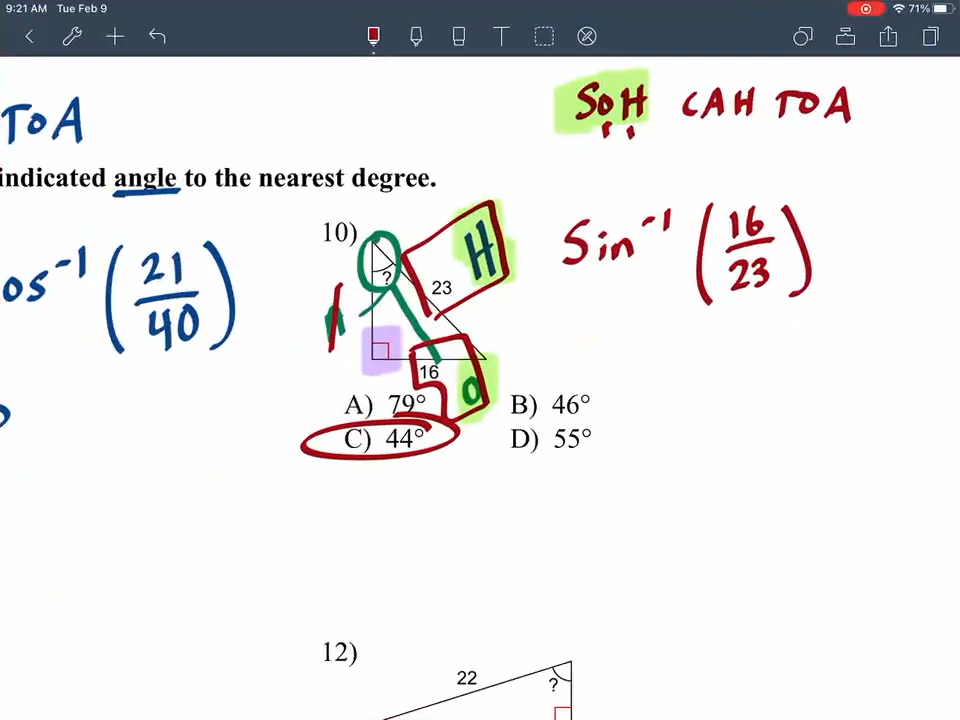 9:21 AM Tue Feb 9
71%
T
TOA
SOH CAH TOA
indicated angle to the nearest degree.
10)
os⁻¹ (21/40)
?
23
H
A
16
O
Sin⁻¹ (16/23)
A) 79° B) 46°
C) 44° D) 55°
12)
22
?